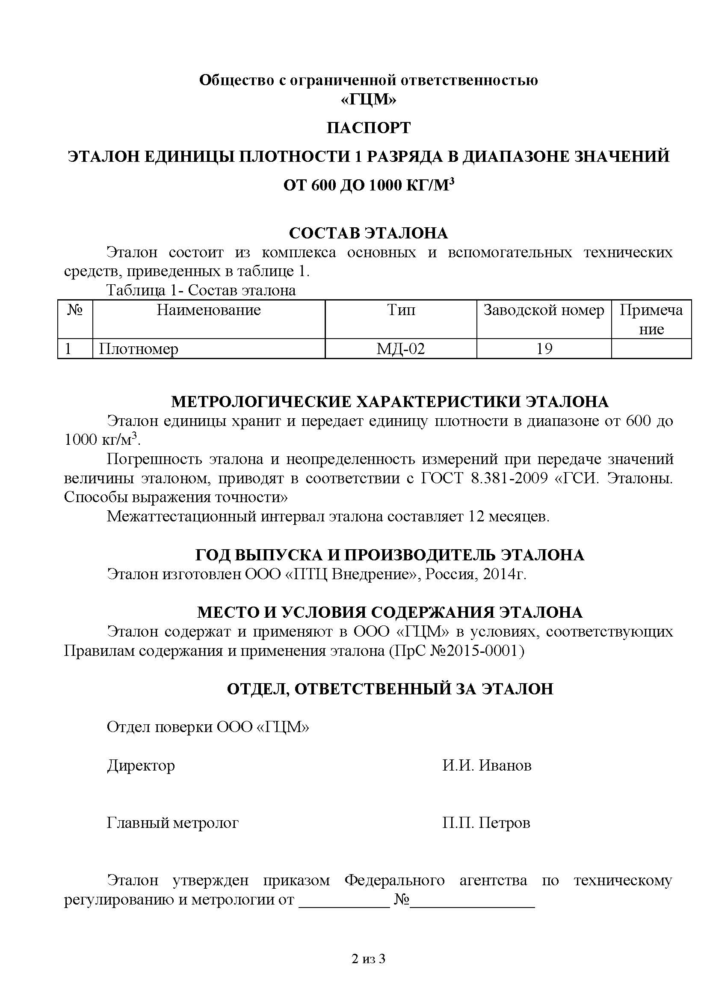 Общество с ограниченной ответственностью
«ГЦМ»
ПАСПОРТ
ЭТАЛОН ЕДИНИЦЫ ПЛОТНОСТИ 1 РАЗРЯДА В ДИАПАЗОНЕ ЗНАЧЕНИЙ
ОТ 600 ДО 1000 КГ/М³
СОСТАВ ЭТАЛОНА
Эталон состоит из комплекса основных и вспомогательных технических
средств, приведенных в таблице 1.
Таблица 1- Состав эталона
№ Наименование Тип Заводской номер Примеча
ние
1 Плотномер МД-02 19
МЕТРОЛОГИЧЕСКИЕ ХАРАКТЕРИСТИКИ ЭТАЛОНА
Эталон единицы хранит и передает единицу плотности в диапазоне от 600 до
1000 кг/м³.
Погрешность эталона и неопределенность измерений при передаче значений
величины эталоном, приводят в соответствии с ГОСТ 8.381-2009 «ГСИ. Эталоны.
Способы выражения точности»
Межаттестационный интервал эталона составляет 12 месяцев.
ГОД ВЫПУСКА И ПРОИЗВОДИТЕЛЬ ЭТАЛОНА
Эталон изготовлен ООО «ПТЦ Внедрение», Россия, 2014г.
МЕСТО И УСЛОВИЯ СОДЕРЖАНИЯ ЭТАЛОНА
Эталон содержат и применяют в ООО «ГЦМ» в условиях, соответствующих
Правилам содержания и применения эталона (ПрС №2015-0001)
ОТДЕЛ, ОТВЕТСТВЕННЫЙ ЗА ЭТАЛОН
Отдел поверки ООО «ГЦМ»
Директор И.И. Иванов
Главный метролог П.П. Петров
Эталон утвержден приказом Федерального агентства по техническому
регулированию и метрологии от ___________ №_______________
2 из 3